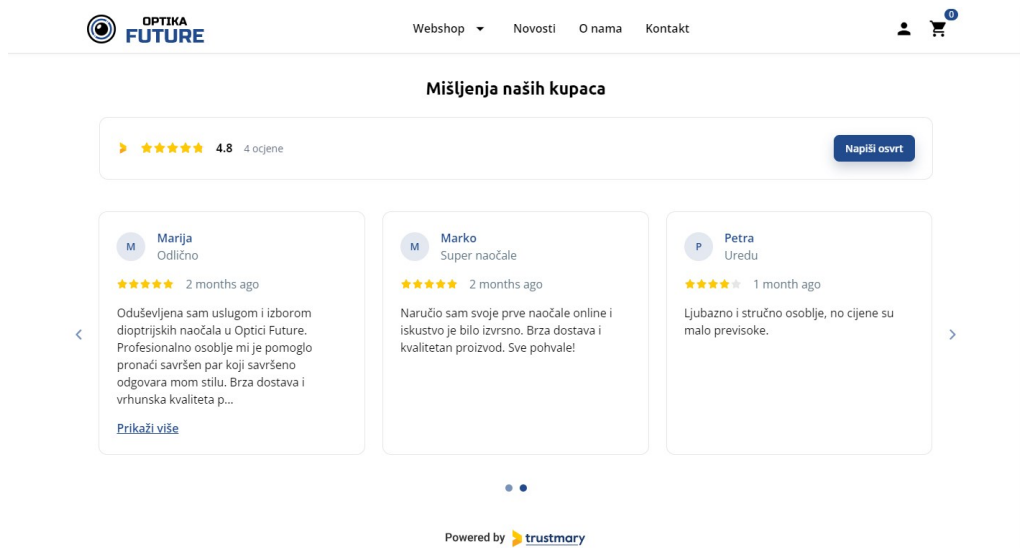 OPTIKA
FUTURE
Webshop
Novosti
O nama
Kontakt
0
Mišljenja naših kupaca
4.8
4 ocjene
Napiši osvrt
M
Marija
Odlično
2 months ago
Oduševljena sam uslugom i izborom
dioptrijskih naočala u Optici Future.
Profesionalno osoblje mi je pomoglo
pronaći savršen par koji savršeno
odgovara mom stilu. Brza dostava i
vrhunska kvaliteta p...
Prikaži više
M
Marko
Super naočale
2 months ago
Naručio sam svoje prve naočale online i
iskustvo je bilo izvrsno. Brza dostava i
kvalitetan proizvod. Sve pohvale!
P
Petra
Uredu
1 month ago
Ljubazno i stručno osoblje, no cijene su
malo previsoke.
Powered by trustmary